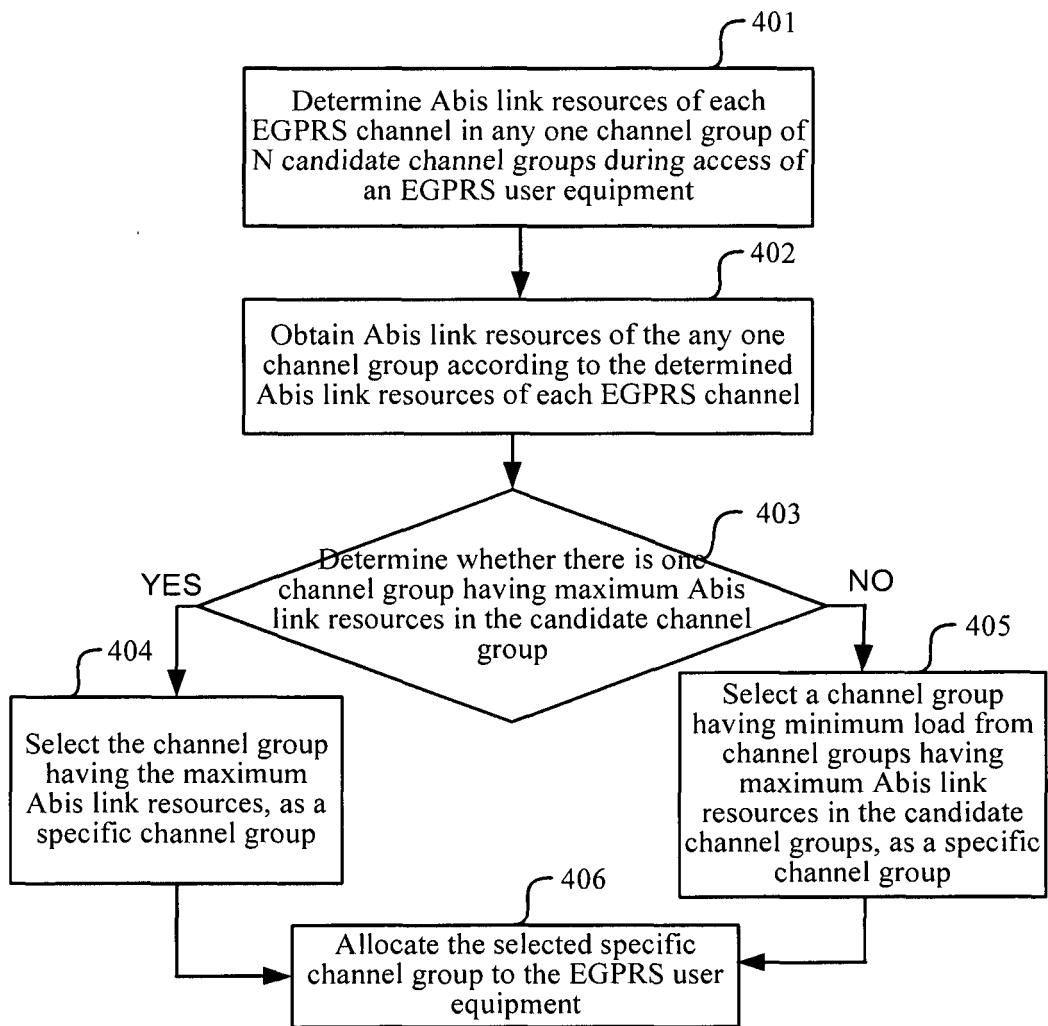 401
Determine Abis link resources of each
EGPRS channel in any one channel group of
N candidate channel groups during access of
an EGPRS user equipment
402
Obtain Abis link resources of the any one
channel group according to the determined
Abis link resources of each EGPRS channel
403
Determine whether there is one
channel group having maximum Abis
link resources in the candidate channel
group
YES
NO
404
Select the channel group
having the maximum
Abis link resources, as a
specific channel group
405
Select a channel group
having minimum load from
channel groups having
maximum Abis link
resources in the candidate
channel groups, as a specific
channel group
406
Allocate the selected specific
channel group to the EGPRS user
equipment